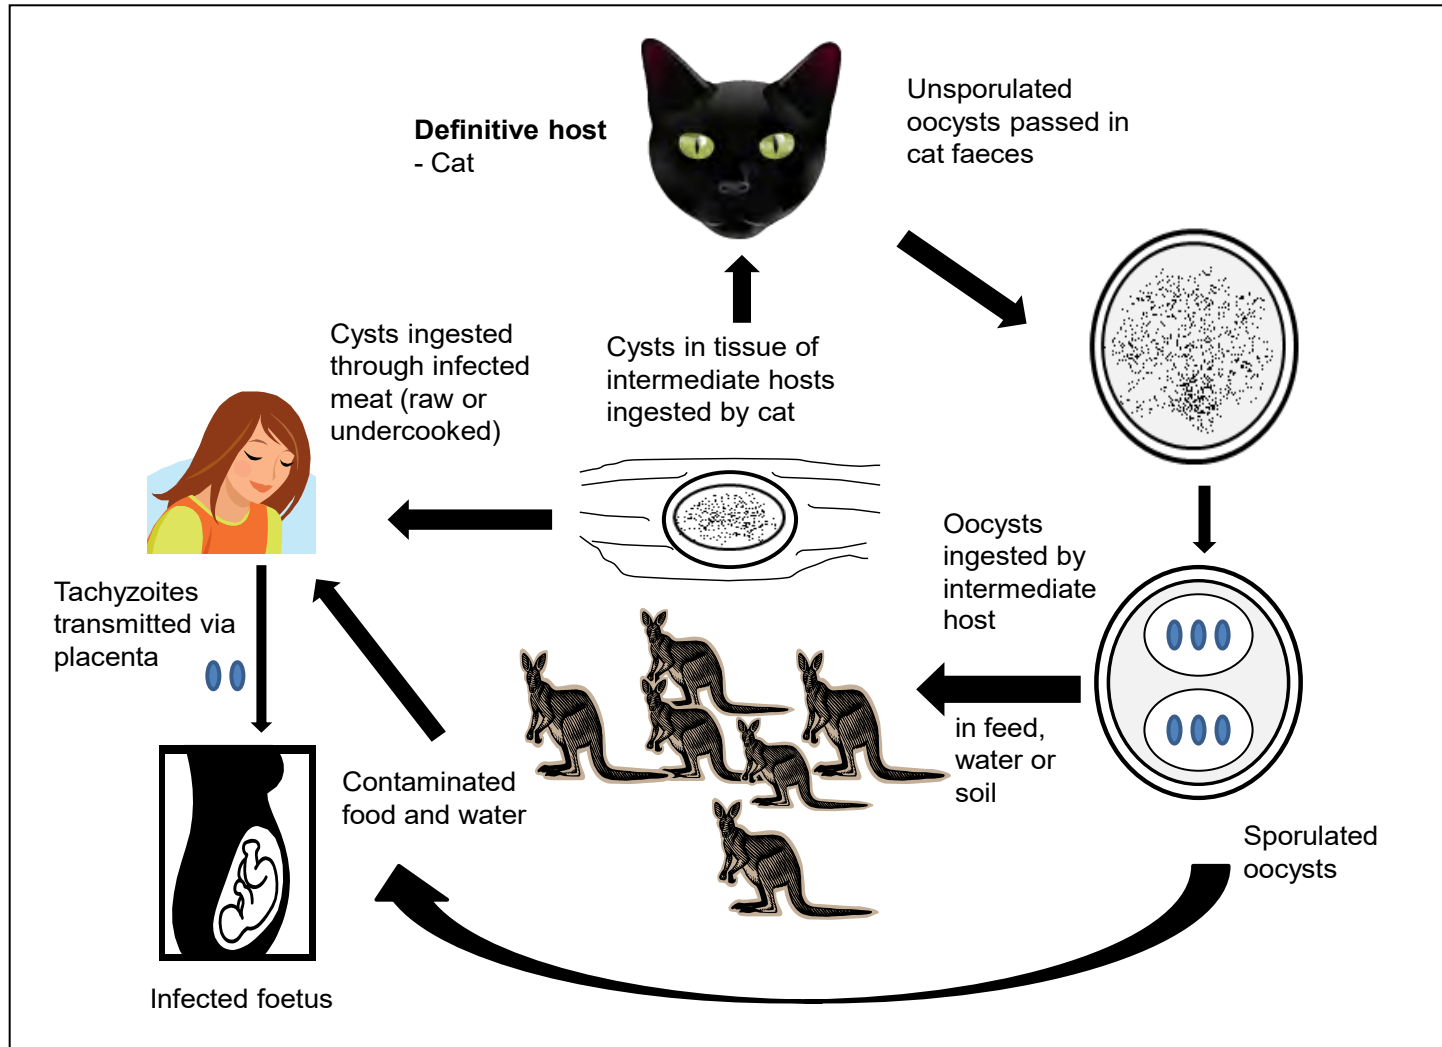 Definitive host
- Cat
Unsporulated
oocysts passed in
cat faeces
Cysts ingested
through infected
meat (raw or
undercooked)
Cysts in tissue of
intermediate hosts
ingested by cat
Oocysts
ingested by
intermediate
host
in feed,
water or
soil
Sporulated
oocysts
Tachyzoites
transmitted via
placenta
Contaminated
food and water
Infected foetus